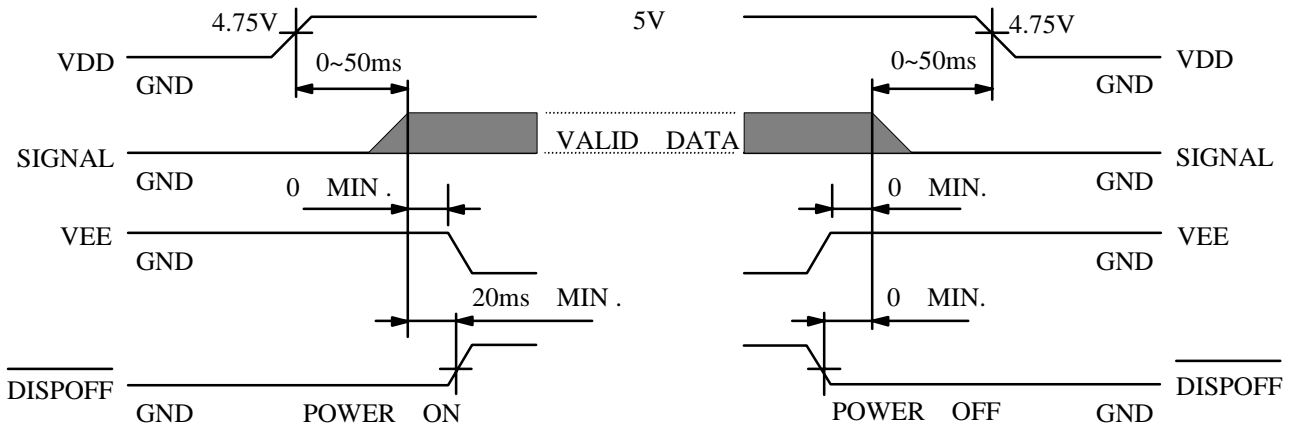 4.75V 5V 4.75V
VDD 0~50ms 0~50ms VDD
GND GND
VALID DATA
SIGNAL SIGNAL
GND GND
0 MIN . 0 MIN.
VEE VEE
GND GND
20ms MIN . 0 MIN.
DISPOFF DISPOFF
GND POWER ON POWER OFF GND